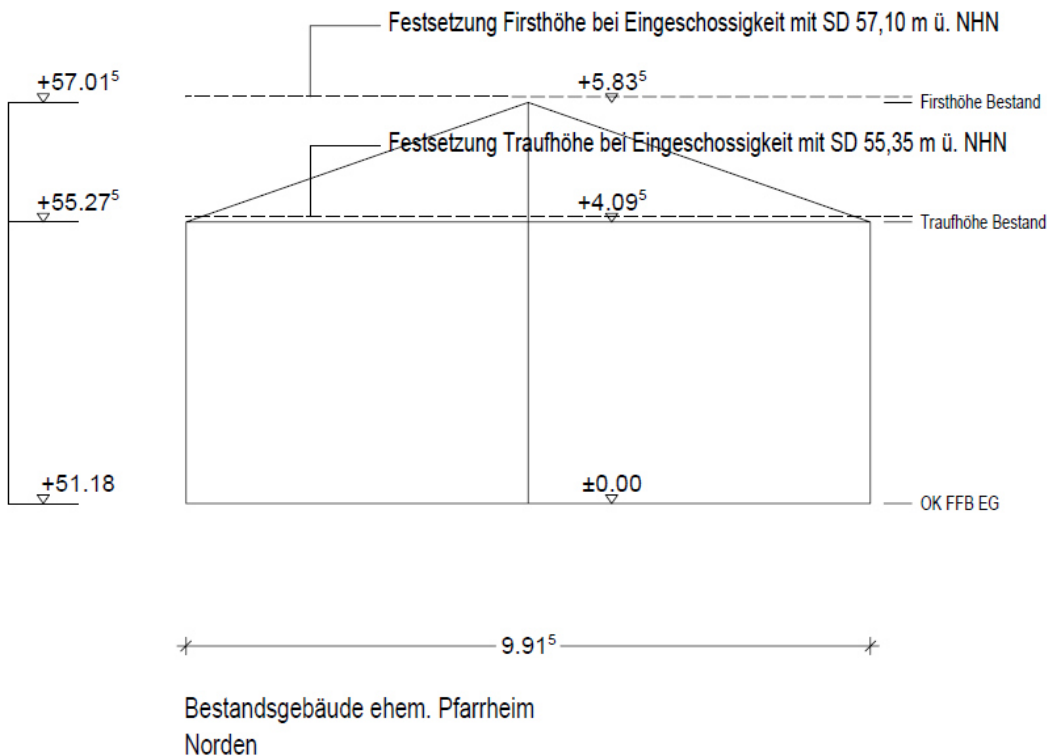 Festsetzung Firsthöhe bei Eingeschossigkeit mit SD 57,10 m ü. NHN
+57.01⁵
+5.83⁵
Firsthöhe Bestand
Festsetzung Traufhöhe bei Eingeschossigkeit mit SD 55,35 m ü. NHN
+55.27⁵
+4.09⁵
Traufhöhe Bestand
+51.18
±0.00
OK FFB EG
9.91⁵
Bestandsgebäude ehem. Pfarrheim
Norden